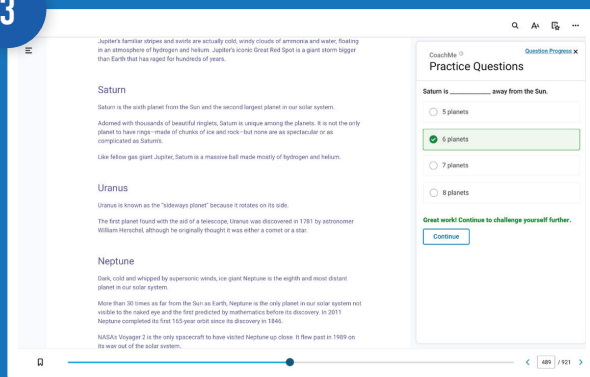 3
Jupiter's familiar stripes and swirls are actually cold, windy clouds of ammonia and water, floating
in an atmosphere of hydrogen and helium. Jupiter's iconic Great Red Spot is a giant storm bigger
than Earth that has raged for hundreds of years.
Saturn
Saturn is the sixth planet from the Sun and the second largest planet in our solar system.
Adorned with thousands of beautiful ringlets, Saturn is unique among the planets. It is not the only
planet to have rings—made of chunks of ice and rock—but none are as spectacular or as
complicated as Saturn's.
Like fellow gas giant Jupiter, Saturn is a massive ball made mostly of hydrogen and helium.
Uranus
Uranus is known as the "sideways planet" because it rotates on its side.
The first planet found with the aid of a telescope, Uranus was discovered in 1781 by astronomer
William Herschel, although he originally thought it was either a comet or a star.
Neptune
Dark, cold and whipped by supersonic winds, ice giant Neptune is the eighth and most distant
planet in our solar system.
More than 30 times as far from the Sun as Earth, Neptune is the only planet in our solar system not
visible to the naked eye and the first predicted by mathematics before its discovery. In 2011
Neptune completed its first 165-year orbit since its discovery in 1846.
NASA's Voyager 2 is the only spacecraft to have visited Neptune up close. It flew past in 1989 on
its way out of the solar system.
CoachMe
Question Progress x
Practice Questions
Saturn is __________ away from the Sun.
5 planets
6 planets
7 planets
8 planets
Great work! Continue to challenge yourself further.
Continue
489 / 921